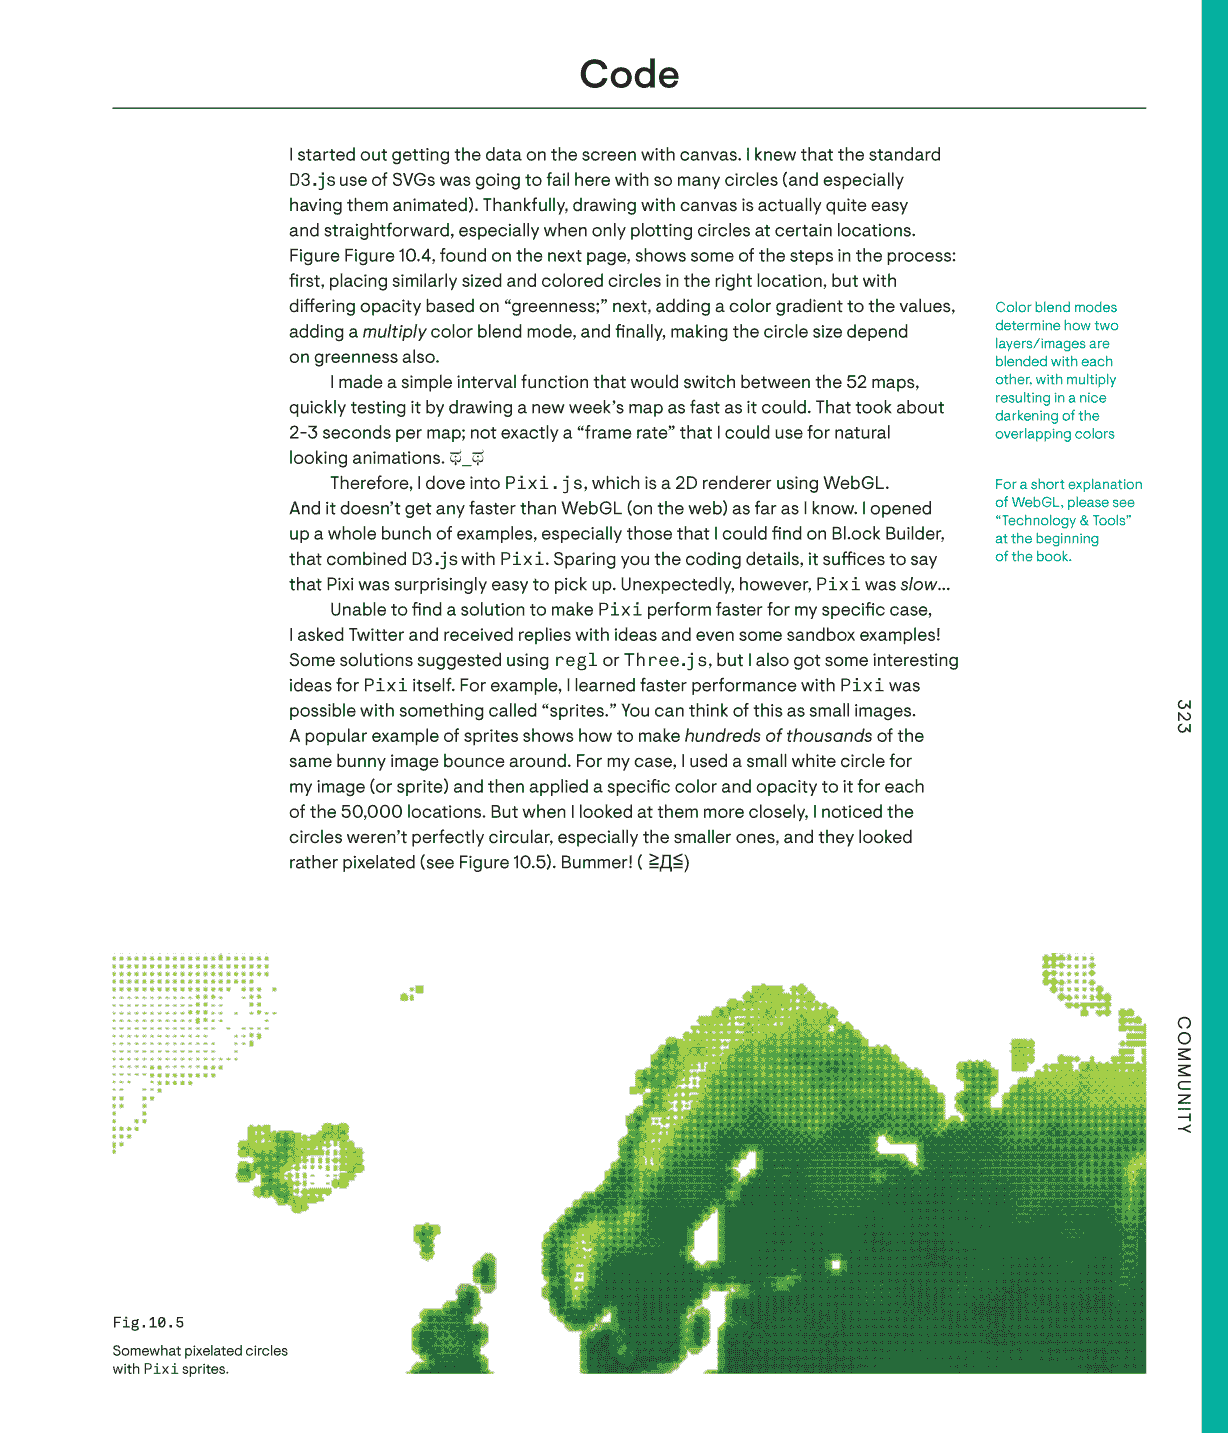 Code
I started out getting the data on the screen with canvas. I knew that the standard
D3.js use of SVGs was going to fail here with so many circles (and especially
having them animated). Thankfully, drawing with canvas is actually quite easy
and straightforward, especially when only plotting circles at certain locations.
Figure Figure 10.4, found on the next page, shows some of the steps in the process:
first, placing similarly sized and colored circles in the right location, but with
differing opacity based on “greenness;” next, adding a color gradient to the values,
adding a multiply color blend mode, and finally, making the circle size depend
on greenness also.
I made a simple interval function that would switch between the 52 maps,
quickly testing it by drawing a new week’s map as fast as it could. That took about
2-3 seconds per map; not exactly a “frame rate” that I could use for natural
looking animations. ಥ_ಥ
Therefore, I dove into Pixi.js, which is a 2D renderer using WebGL.
And it doesn’t get any faster than WebGL (on the web) as far as I know. I opened
up a whole bunch of examples, especially those that I could find on Bl.ock Builder,
that combined D3.js with Pixi. Sparing you the coding details, it suffices to say
that Pixi was surprisingly easy to pick up. Unexpectedly, however, Pixi was slow...
Unable to find a solution to make Pixi perform faster for my specific case,
I asked Twitter and received replies with ideas and even some sandbox examples!
Some solutions suggested using regl or Three.js, but I also got some interesting
ideas for Pixi itself. For example, I learned faster performance with Pixi was
possible with something called “sprites.” You can think of this as small images.
A popular example of sprites shows how to make hundreds of thousands of the
same bunny image bounce around. For my case, I used a small white circle for
my image (or sprite) and then applied a specific color and opacity to it for each
of the 50,000 locations. But when I looked at them more closely, I noticed the
circles weren’t perfectly circular, especially the smaller ones, and they looked
rather pixelated (see Figure 10.5). Bummer! ( ≧Д≦)
Color blend modes
determine how two
layers/images are
blended with each
other, with multiply
resulting in a nice
darkening of the
overlapping colors
For a short explanation
of WebGL, please see
“Technology & Tools”
at the beginning
of the book.
323
COMMUNITY
Fig.10.5
Somewhat pixelated circles
with Pixi sprites.